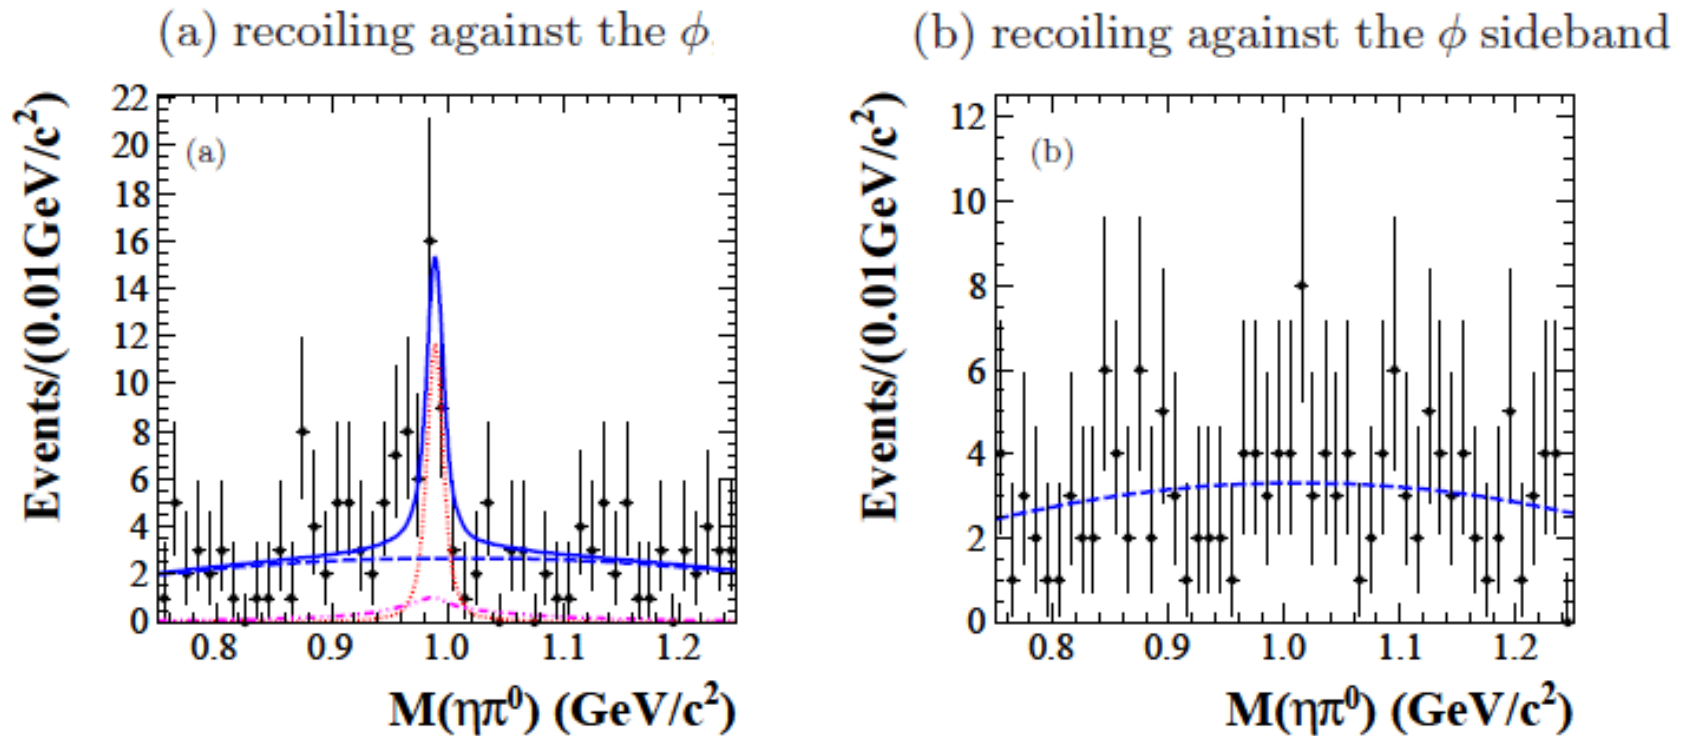 (a) recoiling against the ϕ
(b) recoiling against the ϕ sideband
Events/(0.01GeV/c²)
22
20
18
16
14
12
10
8
6
4
2
0
(a)
0.8 0.9 1.0 1.1 1.2
M(ηπ⁰) (GeV/c²)
Events/(0.01GeV/c²)
12
10
8
6
4
2
0
(b)
0.8 0.9 1.0 1.1 1.2
M(ηπ⁰) (GeV/c²)